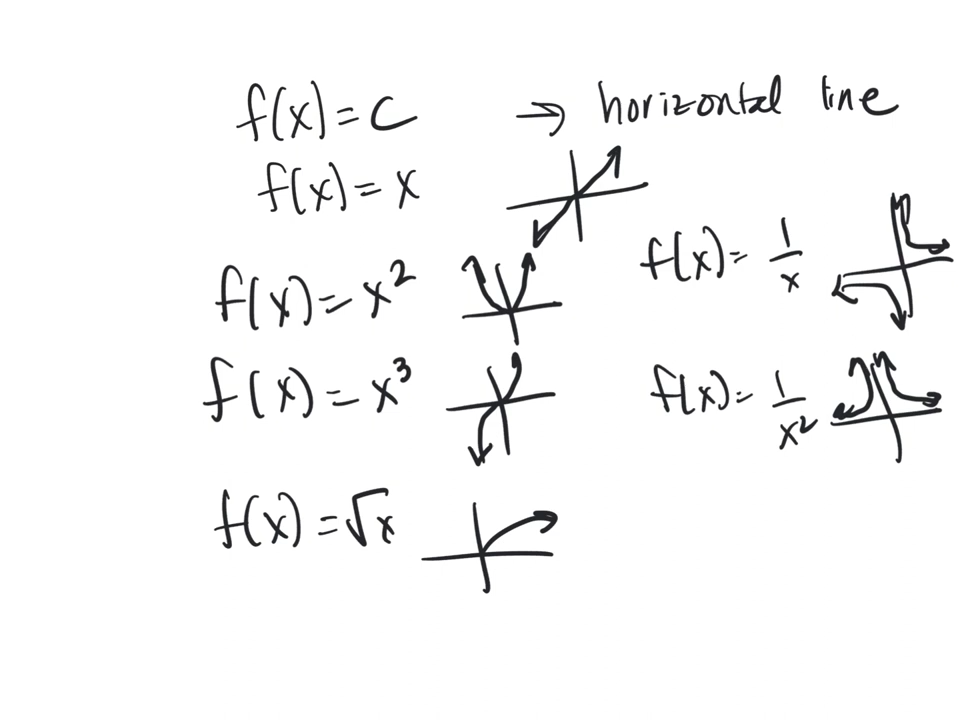 f(x) = c → horizontal line
f(x) = x
f(x) = x²
f(x) = x³
f(x) = √x
f(x) = 1/x
f(x) = 1/x²